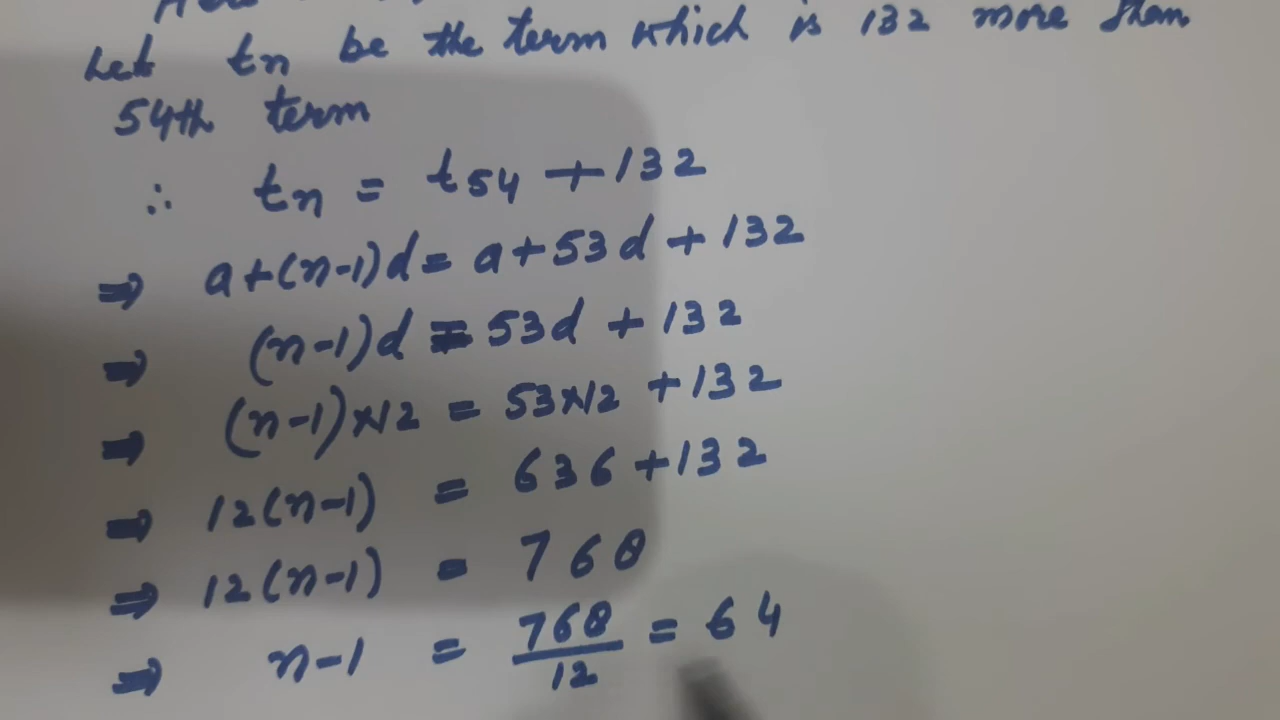 Let tn be the term which is 132 more than
54th term
∴ tn = t54 + 132
⇒ a+(n-1)d = a+53d + 132
⇒ (n-1)d = 53d + 132
⇒ (n-1)×12 = 53×12 + 132
⇒ 12(n-1) = 636 + 132
⇒ 12(n-1) = 768
⇒ n-1 = 768/12 = 64